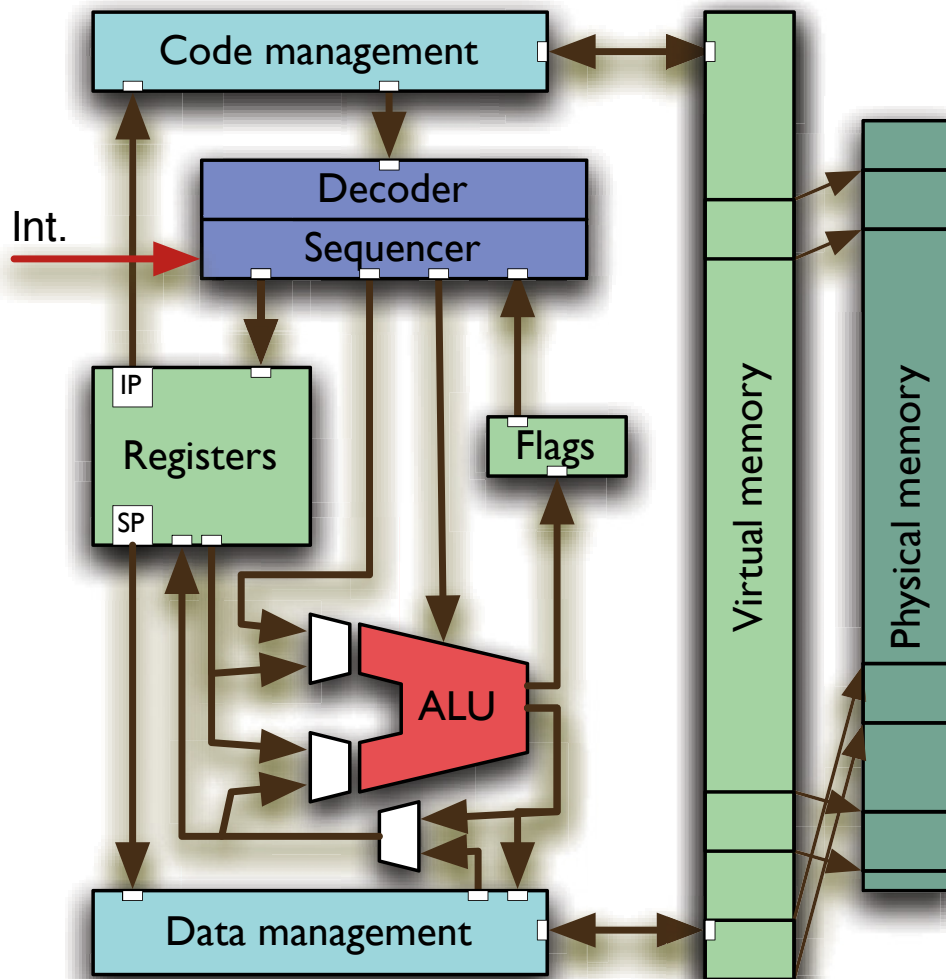 Code management
Decoder
Int.
Sequencer
IP
Registers
Flags
SP
ALU
Virtual memory
Physical memory
Data management